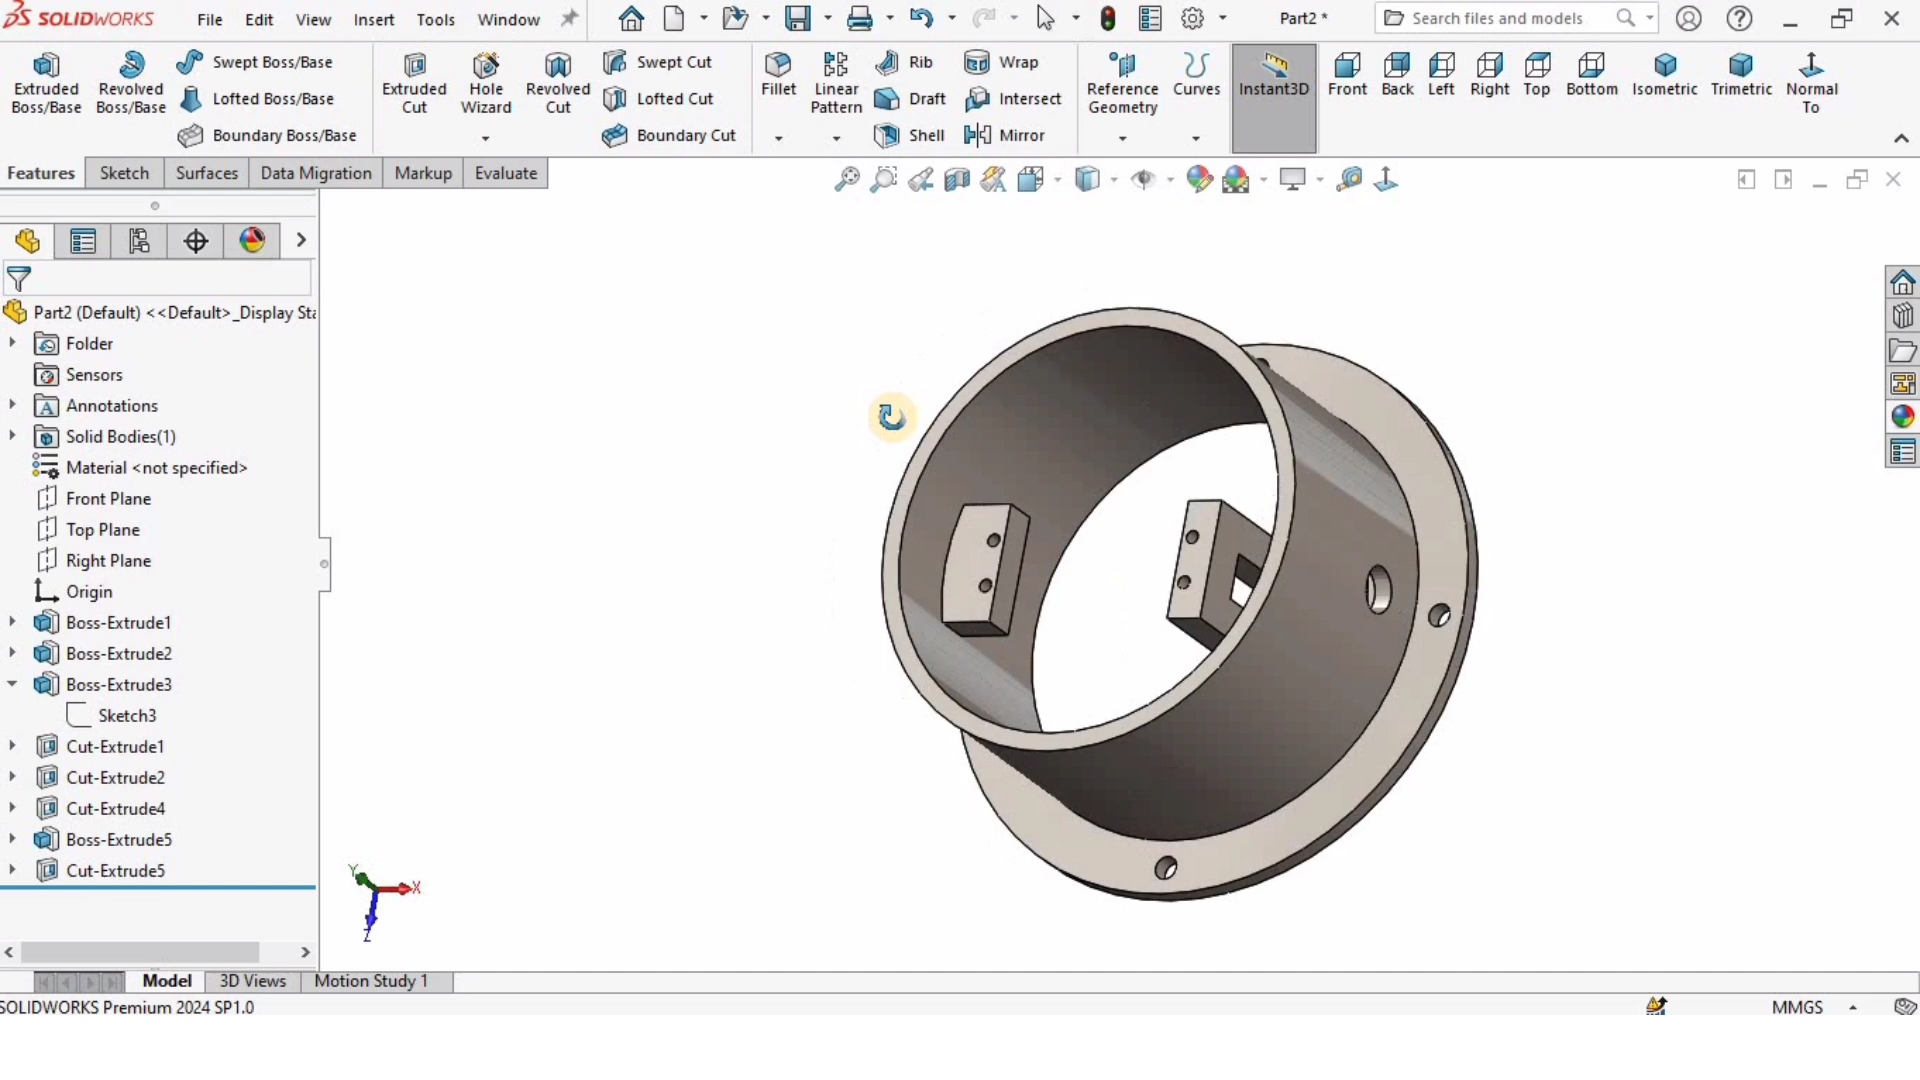 SOLIDWORKS File Edit View Insert Tools Window Part2 * Search files and models
Extruded Boss/Base
Revolved Boss/Base
Swept Boss/Base
Lofted Boss/Base
Boundary Boss/Base
Extruded Cut
Hole Wizard
Revolved Cut
Swept Cut
Lofted Cut
Boundary Cut
Fillet
Linear Pattern
Rib
Draft
Shell
Wrap
Intersect
Mirror
Reference Geometry
Curves
Instant3D
Front
Back
Left
Right
Top
Bottom
Isometric
Trimetric
Normal To
Features Sketch Surfaces Data Migration Markup Evaluate
Part2 (Default) <<Default>_Display Sta
Folder
Sensors
Annotations
Solid Bodies(1)
Material <not specified>
Front Plane
Top Plane
Right Plane
Origin
Boss-Extrude1
Boss-Extrude2
Boss-Extrude3
Sketch3
Cut-Extrude1
Cut-Extrude2
Cut-Extrude4
Boss-Extrude5
Cut-Extrude5
Y
X
Z
Model 3D Views Motion Study 1
SOLIDWORKS Premium 2024 SP1.0 MMGS